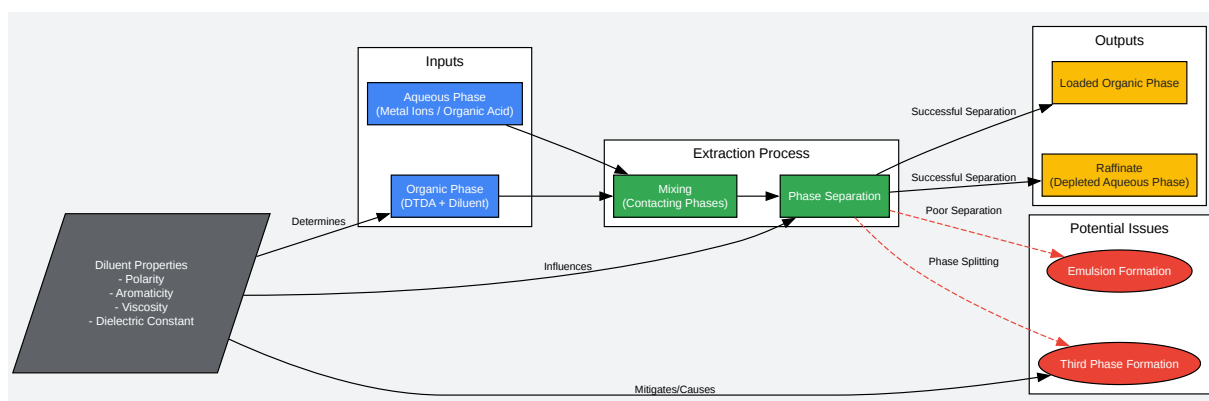 Inputs
Aqueous Phase
(Metal Ions / Organic Acid)
Organic Phase
(DTDA + Diluent)
Extraction Process
Mixing
(Contacting Phases)
Phase Separation
Outputs
Loaded Organic Phase
Raffinate
(Depleted Aqueous Phase)
Potential Issues
Emulsion Formation
Third Phase Formation
Diluent Properties
- Polarity
- Aromaticity
- Viscosity
- Dielectric Constant
Determines
Influences
Mitigates/Causes
Successful Separation
Successful Separation
Poor Separation
Phase Splitting